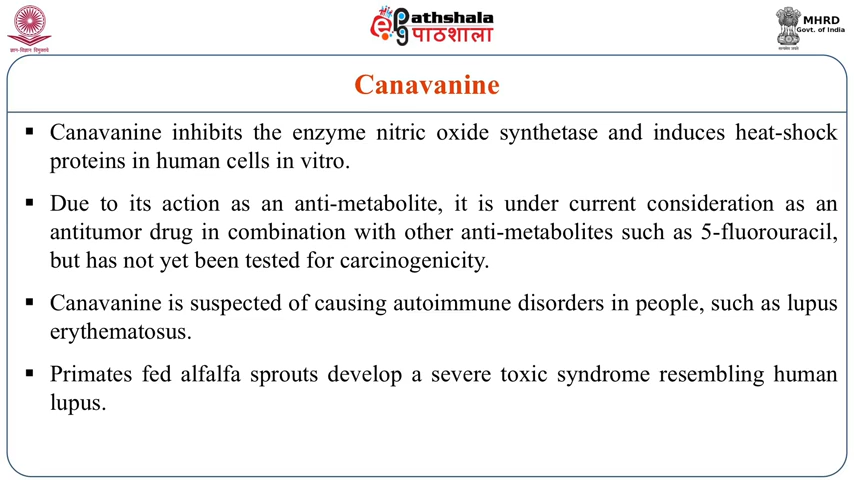 ज्ञान-विज्ञान विमुक्तये
Pathshala
पाठशाला
MHRD
Govt. of India
Canavanine
▪ Canavanine inhibits the enzyme nitric oxide synthetase and induces heat-shock
proteins in human cells in vitro.
▪ Due to its action as an anti-metabolite, it is under current consideration as an
antitumor drug in combination with other anti-metabolites such as 5-fluorouracil,
but has not yet been tested for carcinogenicity.
▪ Canavanine is suspected of causing autoimmune disorders in people, such as lupus
erythematosus.
▪ Primates fed alfalfa sprouts develop a severe toxic syndrome resembling human
lupus.